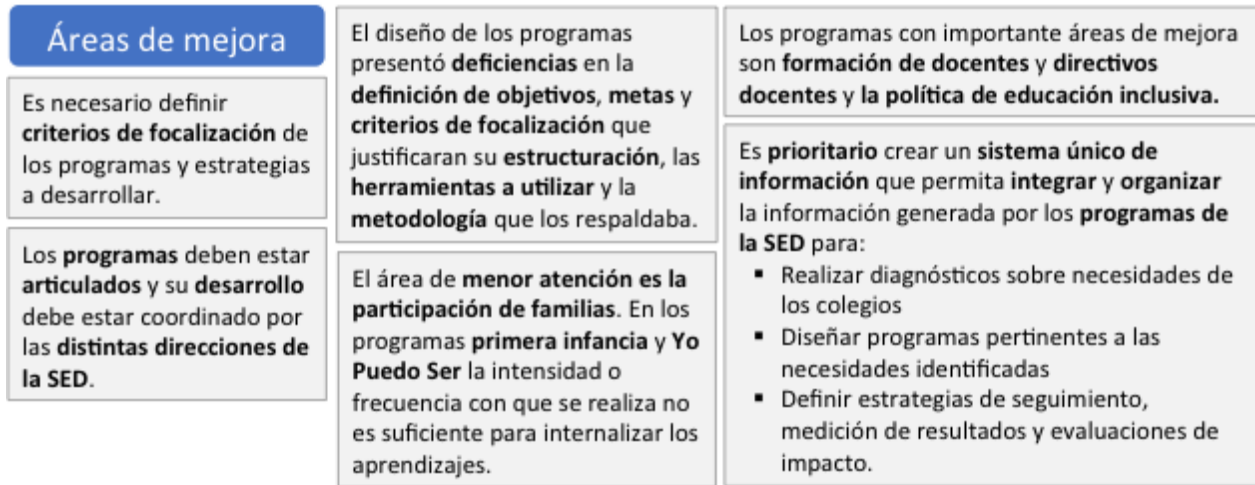 Áreas de mejora
Es necesario definir
criterios de focalización de
los programas y estrategias
a desarrollar.
Los programas deben estar
articulados y su desarrollo
debe estar coordinado por
las distintas direcciones de
la SED.
El diseño de los programas
presentó deficiencias en la
definición de objetivos, metas y
criterios de focalización que
justificaran su estructuración, las
herramientas a utilizar y la
metodología que los respaldaba.
El área de menor atención es la
participación de familias. En los
programas primera infancia y Yo
Puedo Ser la intensidad o
frecuencia con que se realiza no
es suficiente para internalizar los
aprendizajes.
Los programas con importante áreas de mejora
son formación de docentes y directivos
docentes y la política de educación inclusiva.
Es prioritario crear un sistema único de
información que permita integrar y organizar
la información generada por los programas de
la SED para:
▪ Realizar diagnósticos sobre necesidades de
los colegios
▪ Diseñar programas pertinentes a las
necesidades identificadas
▪ Definir estrategias de seguimiento,
medición de resultados y evaluaciones de
impacto.